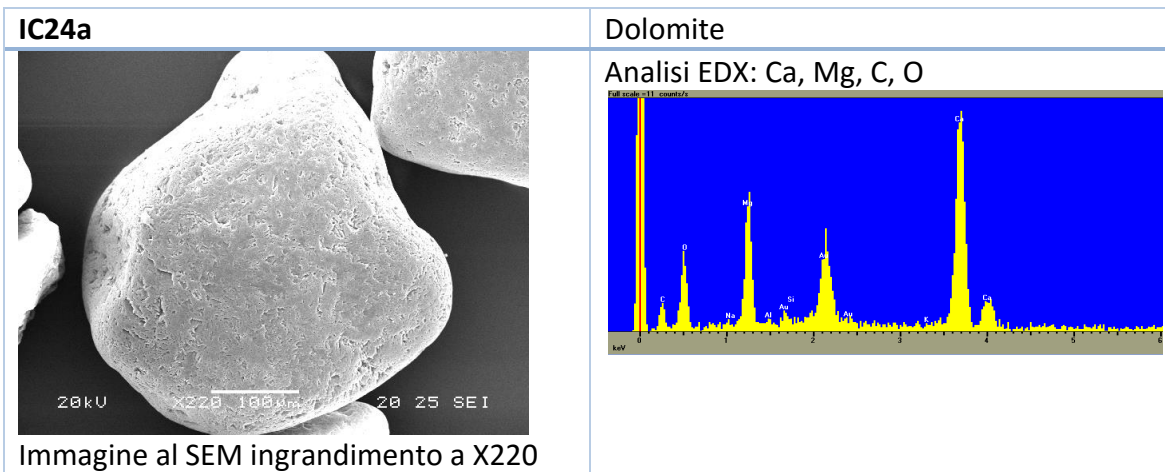 IC24a
Dolomite
Analisi EDX: Ca, Mg, C, O
Full scale =11 counts/s
Ca
Mg
O
Au
C
Na
Al
Au
Si
Au
K
Ca
0 1 2 3 4 5 6
keV
20kV X220 100µm 20 25 SEI
Immagine al SEM ingrandimento a X220